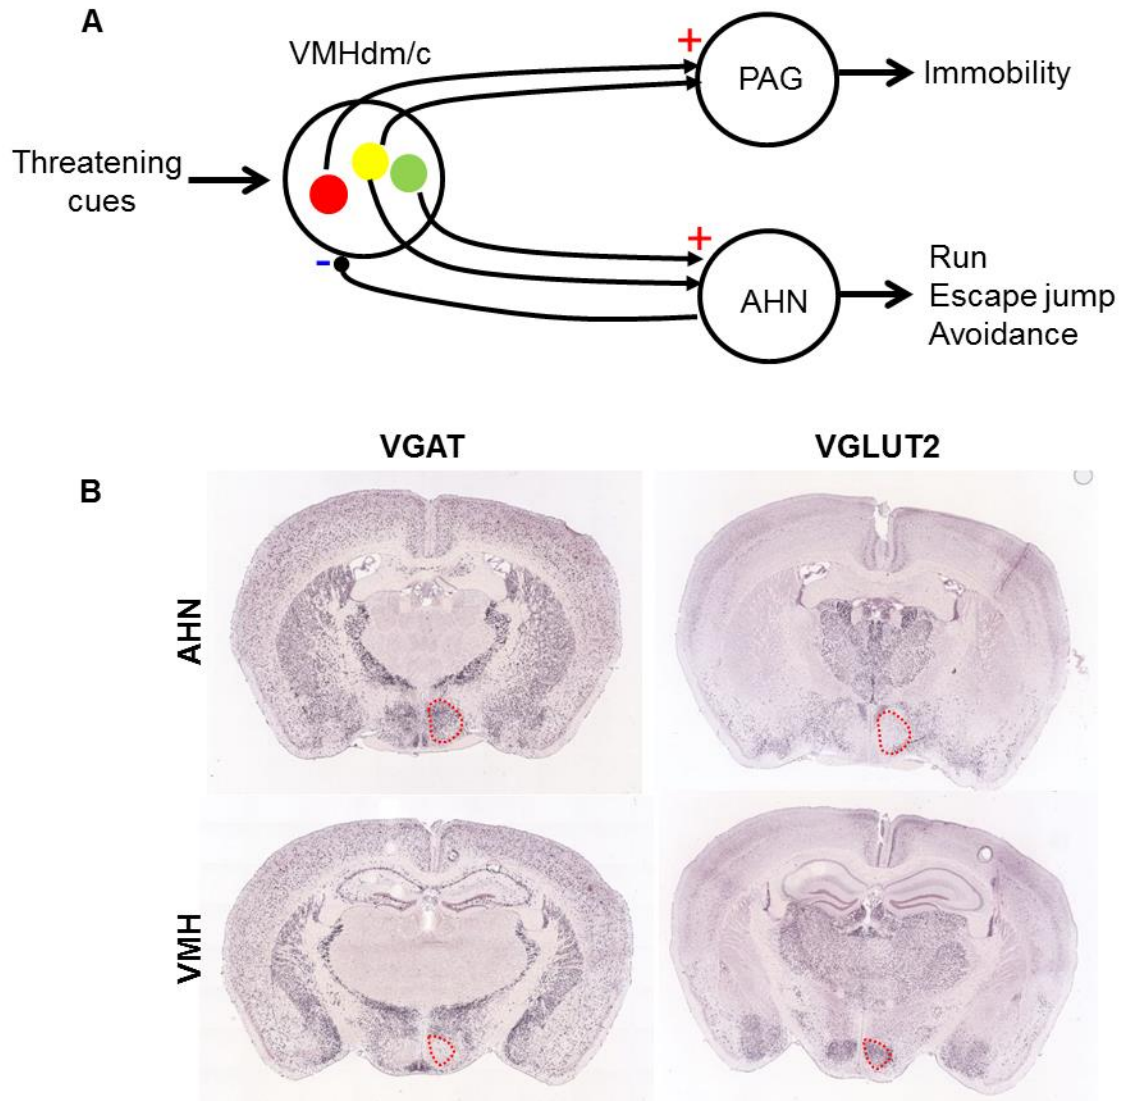 A
VMHdm/c
+
PAG
Immobility
Threatening
cues
+
-
AHN
Run
Escape jump
Avoidance
VGAT
VGLUT2
B
AHN
VMH